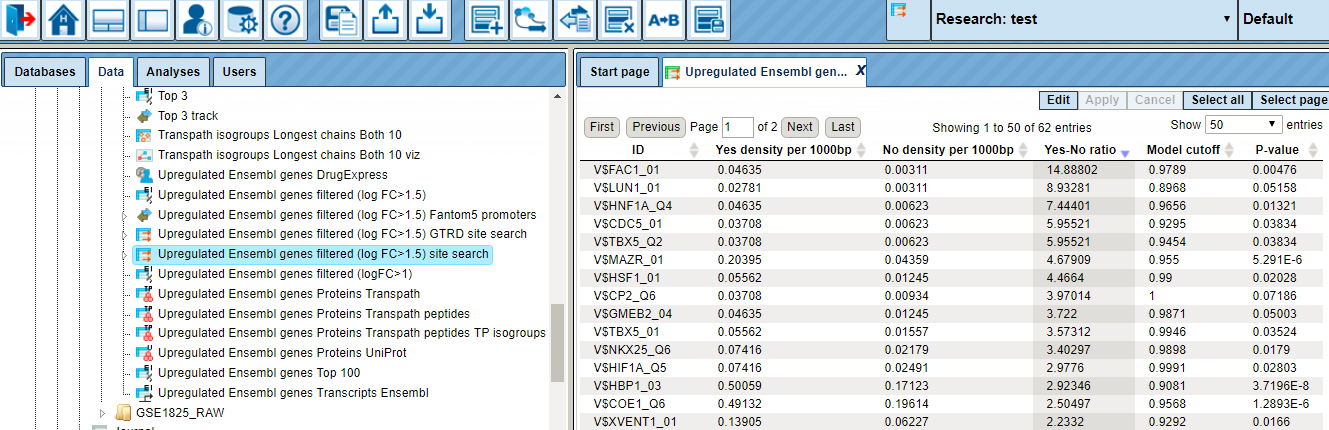 A B
Research: test
Default
Databases
Data
Analyses
Users
Top 3
Top 3 track
Transpath isogroups Longest chains Both 10
Transpath isogroups Longest chains Both 10 viz
Upregulated Ensembl genes DrugExpress
Upregulated Ensembl genes filtered (log FC>1.5)
Upregulated Ensembl genes filtered (log FC>1.5) Fantom5 promoters
Upregulated Ensembl genes filtered (log FC>1.5) GTRD site search
Upregulated Ensembl genes filtered (log FC>1.5) site search
Upregulated Ensembl genes filtered (logFC>1)
Upregulated Ensembl genes Proteins Transpath
Upregulated Ensembl genes Proteins Transpath peptides
Upregulated Ensembl genes Proteins Transpath peptides TP isogroups
Upregulated Ensembl genes Proteins UniProt
Upregulated Ensembl genes Top 100
Upregulated Ensembl genes Transcripts Ensembl
GSE1825_RAW
Start page
Upregulated Ensembl gen... X
Edit Apply Cancel Select all Select page
First Previous Page 1 of 2 Next Last Showing 1 to 50 of 62 entries Show 50 entries
ID Yes density per 1000bp No density per 1000bp Yes-No ratio Model cutoff P-value
V$FAC1_01 0.04635 0.00311 14.88802 0.9789 0.00476
V$LUN1_01 0.02781 0.00311 8.93281 0.8968 0.05158
V$HNF1A_Q4 0.04635 0.00623 7.44401 0.9656 0.01321
V$CDC5_01 0.03708 0.00623 5.95521 0.9295 0.03834
V$TBX5_Q2 0.03708 0.00623 5.95521 0.9454 0.03834
V$MAZR_01 0.20395 0.04359 4.67909 0.955 5.291E-6
V$HSF1_01 0.05562 0.01245 4.4664 0.99 0.02028
V$CP2_Q6 0.03708 0.00934 3.97014 1 0.07186
V$GMEB2_04 0.04635 0.01245 3.722 0.9871 0.05003
V$TBX5_01 0.05562 0.01557 3.57312 0.9946 0.03524
V$NKX25_Q6 0.07416 0.02179 3.40297 0.9898 0.0179
V$HIF1A_Q5 0.07416 0.02491 2.9776 0.9991 0.02803
V$HBP1_03 0.50059 0.17123 2.92346 0.9081 3.7196E-8
V$COE1_Q6 0.49132 0.19614 2.50497 0.9568 1.2893E-6
V$XVENT1_01 0.13905 0.06227 2.2332 0.9292 0.0166